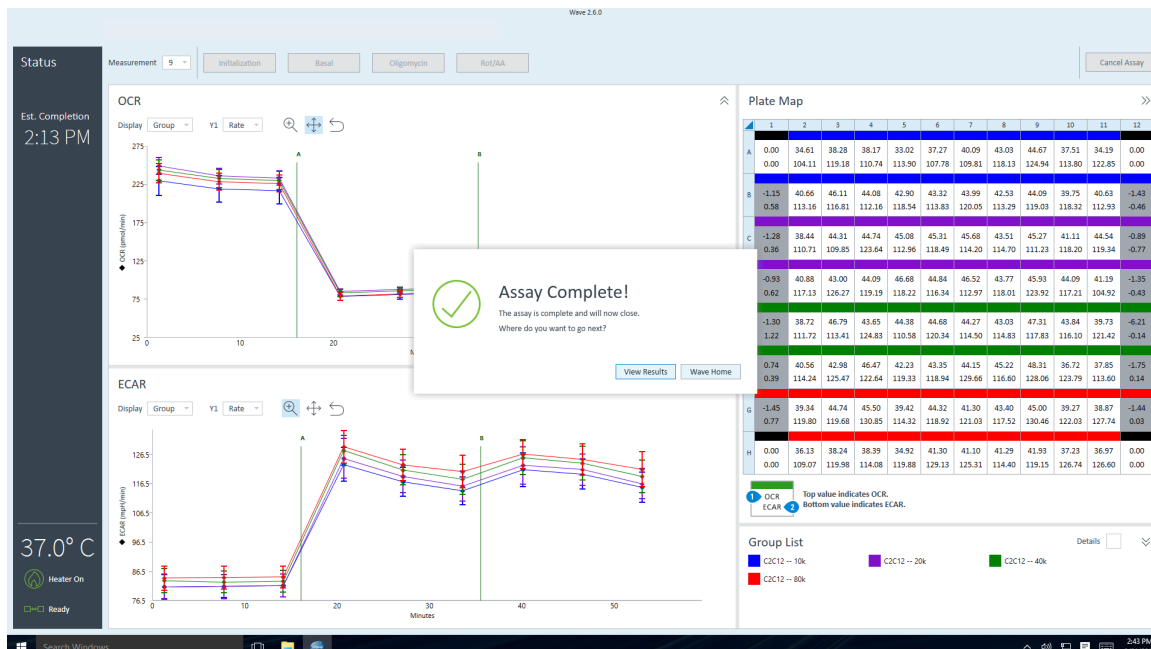 Wave 2.6.0
Status
Measurement 9 Initialization Basal Oligomycin Rot/AA Cancel Assay
Est. Completion
2:13 PM
OCR
Display Group Y1 Rate
275
225
175
125
75
25
OCR (pmol/min)
A B
0 10 20
ECAR
Display Group Y1 Rate
126.5
116.5
106.5
96.5
86.5
76.5
ECAR (mpH/min)
A B
0 10 20 30 40 50
Minutes
Assay Complete!
The assay is complete and will now close.
Where do you want to go next?
View Results Wave Home
Plate Map
1 2 3 4 5 6 7 8 9 10 11 12
A 0.00 34.61 38.28 38.17 33.02 37.27 40.09 43.03 44.67 37.51 34.19 0.00
0.00 104.11 119.18 110.74 113.90 107.78 109.81 118.13 124.94 113.80 122.85 0.00
B -1.15 40.66 46.11 44.08 42.90 43.32 43.99 42.53 44.09 39.75 40.63 -1.43
0.58 113.16 116.81 112.16 118.54 113.83 120.05 113.29 119.03 118.32 112.93 -0.46
C -1.28 38.44 44.31 44.74 45.08 45.31 45.68 43.51 45.27 41.11 44.54 -0.89
0.36 110.71 109.85 123.64 112.96 118.49 114.20 114.70 111.23 118.20 119.34 -0.77
-0.93 40.88 43.00 44.09 46.68 44.84 46.52 43.77 45.93 44.09 41.19 -1.35
0.62 117.13 126.27 119.19 118.22 116.34 112.97 118.01 123.92 117.21 104.92 -0.43
-1.30 38.72 46.79 43.65 44.38 44.68 44.27 43.03 47.31 43.84 39.73 -6.21
1.22 111.72 113.41 124.83 110.58 120.34 114.50 114.83 117.83 116.10 121.42 -0.14
0.74 40.56 42.98 46.47 42.23 43.35 44.15 45.22 48.31 36.72 37.85 -1.75
0.39 114.24 125.47 122.64 119.33 118.94 129.66 116.60 128.06 123.79 113.60 0.14
G -1.45 39.34 44.74 45.50 39.42 44.32 41.30 43.40 45.00 39.27 38.87 -1.44
0.77 119.80 119.68 130.85 114.32 118.92 121.03 117.52 130.46 122.03 127.74 0.03
H 0.00 36.13 38.24 38.39 34.92 41.30 41.10 41.29 41.93 37.23 36.97 0.00
0.00 109.07 119.98 114.08 119.88 129.13 125.31 114.40 119.15 126.74 126.60 0.00
1 OCR Top value indicates OCR.
ECAR 2 Bottom value indicates ECAR.
Group List Details
C2C12 -- 10k C2C12 -- 20k C2C12 -- 40k
C2C12 -- 80k
37.0° C
Heater On
Ready
Search Windows
2:43 PM